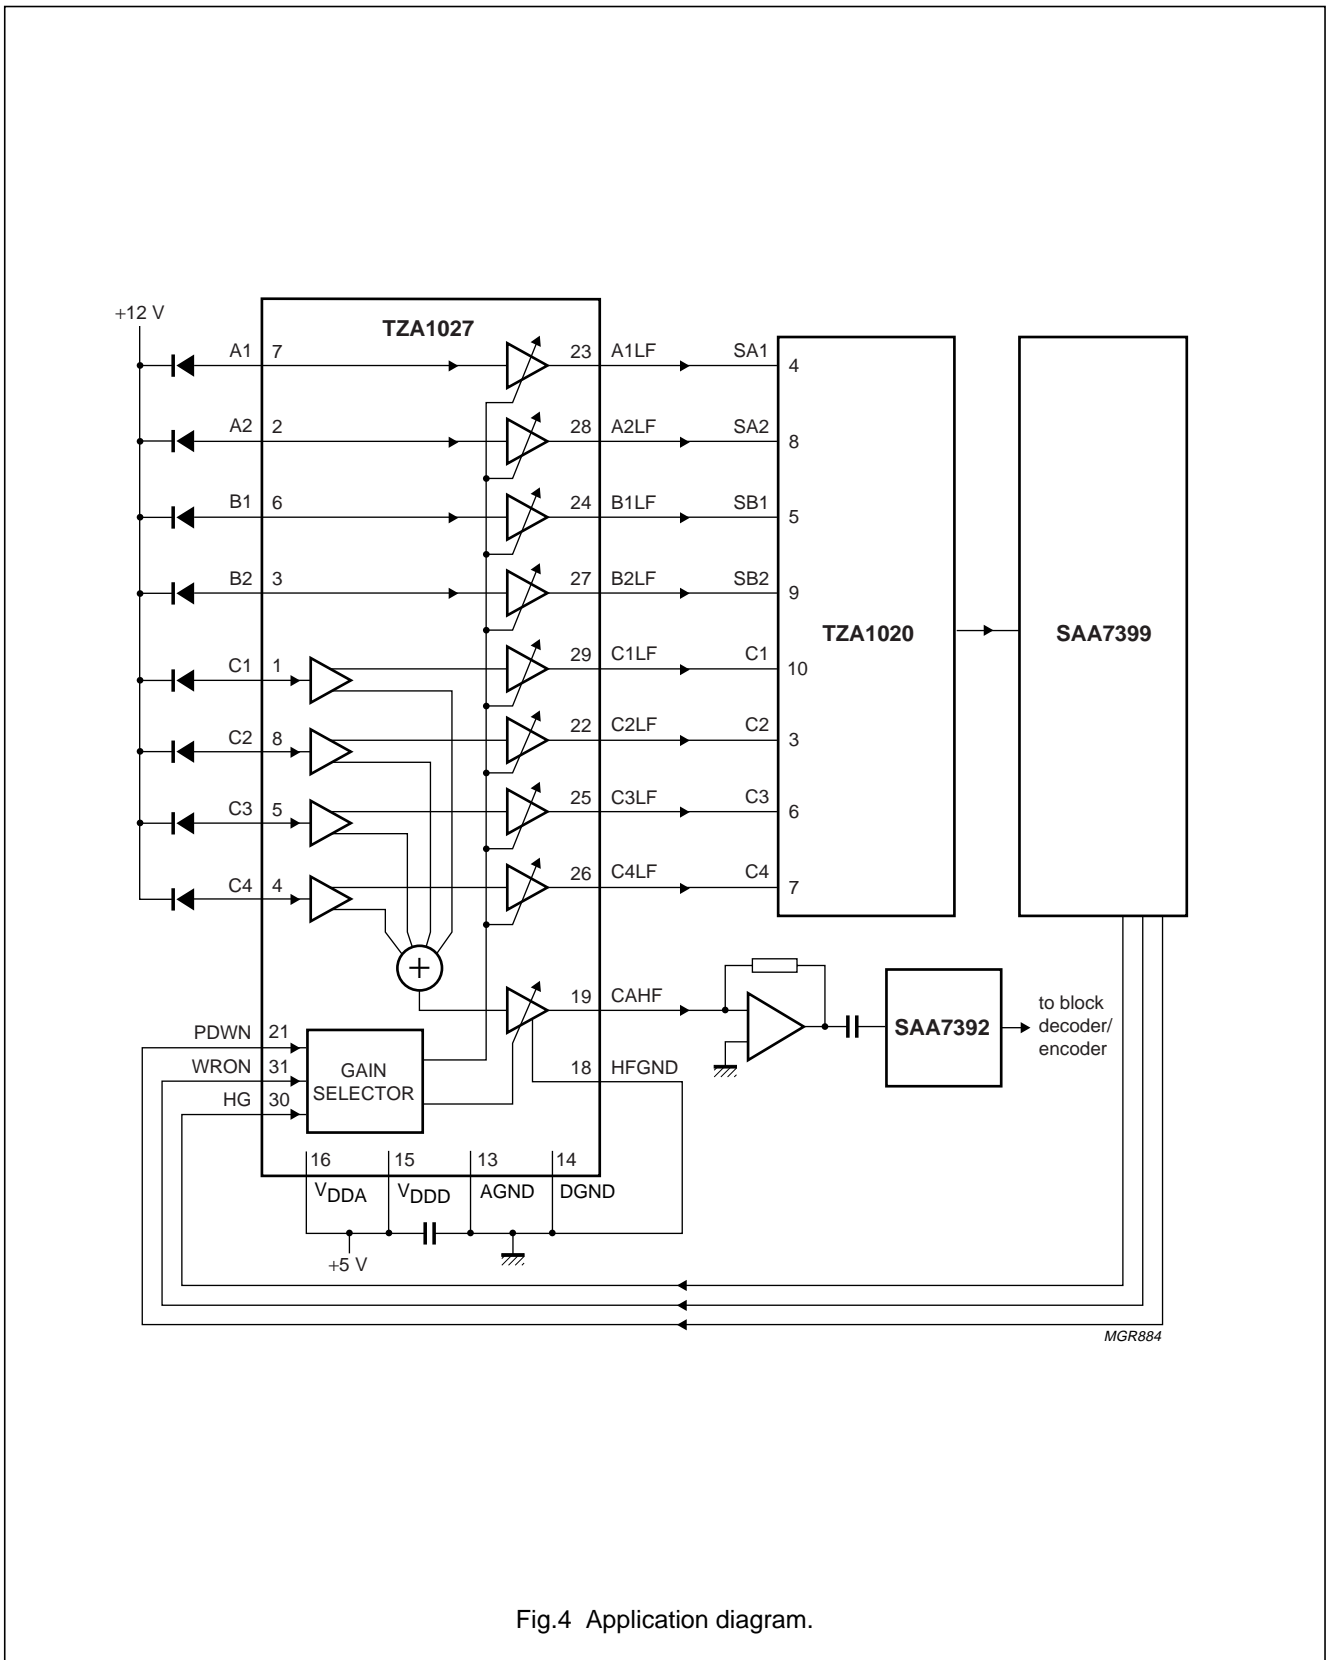 +12 V
TZA1027
A1 7 23 A1LF SA1 4
A2 2 28 A2LF SA2 8
B1 6 24 B1LF SB1 5
B2 3 27 B2LF SB2 9
TZA1020 SAA7399
C1 1 29 C1LF C1 10
C2 8 22 C2LF C2 3
C3 5 25 C3LF C3 6
C4 4 26 C4LF C4 7
+
19 CAHF
SAA7392
to block
decoder/
encoder
PDWN 21
WRON 31
HG 30
GAIN
SELECTOR
18 HFGND
16 15 13 14
VDDA VDDD AGND DGND
+5 V
MGR884
Fig.4 Application diagram.